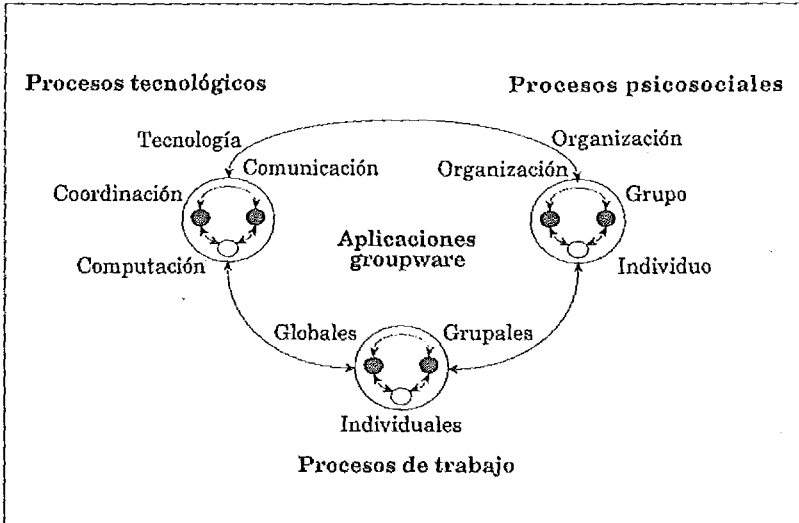 Procesos tecnológicos
Procesos psicosociales
Tecnología
Organización
Comunicación
Organización
Coordinación
Grupo
Aplicaciones
groupware
Computación
Individuo
Globales
Grupales
Individuales
Procesos de trabajo